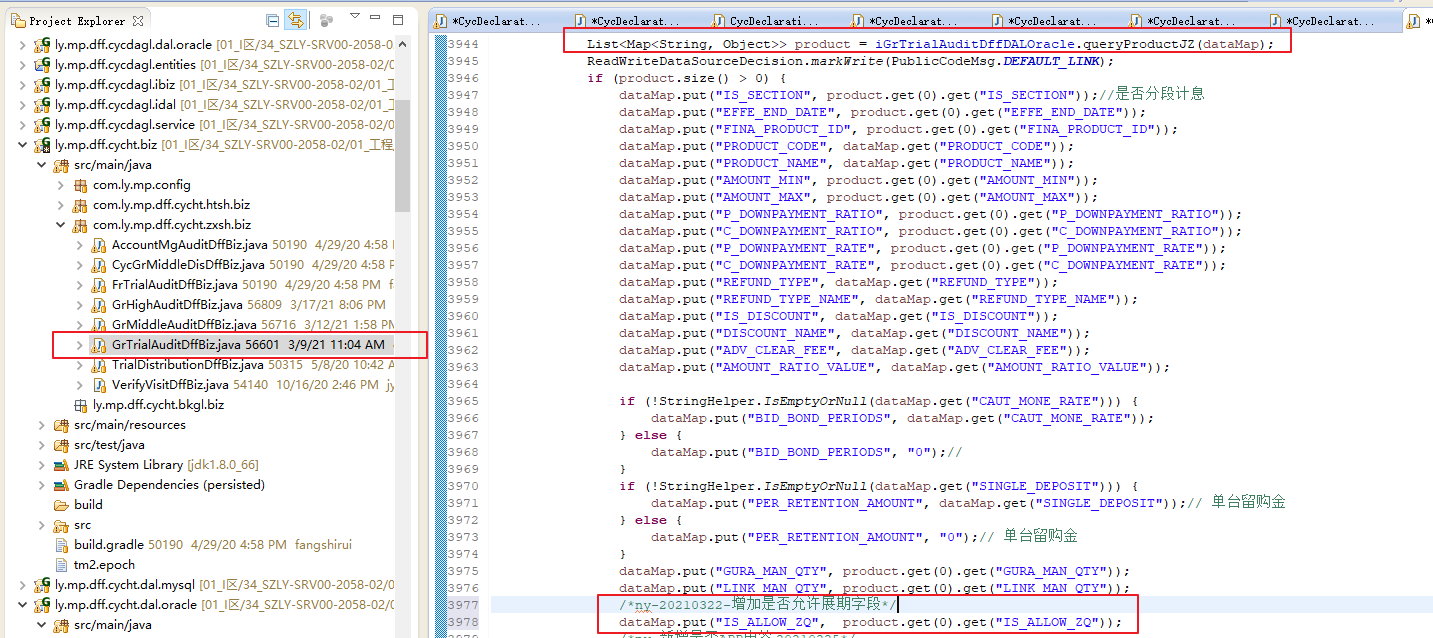 Project Explorer
ly.mp.dff.cycdagl.dal.oracle [01_I区/34_SZLY-SRV00-2058-0
ly.mp.dff.cycdagl.entities [01_I区/34_SZLY-SRV00-2058-02/0
ly.mp.dff.cycdagl.ibiz [01_I区/34_SZLY-SRV00-2058-02/01_工
ly.mp.dff.cycdagl.idal [01_I区/34_SZLY-SRV00-2058-02/01_工
ly.mp.dff.cycdagl.service [01_I区/34_SZLY-SRV00-2058-02/0
ly.mp.dff.cycht.biz [01_I区/34_SZLY-SRV00-2058-02/01_工程
src/main/java
com.ly.mp.config
com.ly.mp.dff.cycht.htsh.biz
com.ly.mp.dff.cycht.zxsh.biz
AccountMgAuditDffBiz.java 50190 4/29/20 4:58
CycGrMiddleDisDffBiz.java 50190 4/29/20 4:58 P
FrTrialAuditDffBiz.java 50190 4/29/20 4:58 PM f
GrHighAuditDffBiz.java 56809 3/17/21 8:06 PM
GrMiddleAuditDffBiz.java 56716 3/12/21 1:58 PM
GrTrialAuditDffBiz.java 56601 3/9/21 11:04 AM
TrialDistributionDffBiz.java 50315 5/8/20 10:42 A
VerifyVisitDffBiz.java 54140 10/16/20 2:46 PM jy
ly.mp.dff.cycht.bkgl.biz
src/main/resources
src/test/java
JRE System Library [jdk1.8.0_66]
Gradle Dependencies (persisted)
build
src
build.gradle 50190 4/29/20 4:58 PM fangshirui
tm2.epoch
ly.mp.dff.cycht.dal.mysql [01_I区/34_SZLY-SRV00-2058-02/0
ly.mp.dff.cycht.dal.oracle [01_I区/34_SZLY-SRV00-2058-02/
src/main/java
*CycDeclarat... *CycDeclarat... CycDeclarati... *CycDeclarat... *CycDeclarat... *CycDeclarat... *CycDeclarat...
3944 List<Map<String, Object>> product = iGrTrialAuditDffDALOracle.queryProductJZ(dataMap);
3945 ReadWriteDataSourceDecision.markWrite(PublicCodeMsg.DEFAULT_LINK);
3946 if (product.size() > 0) {
3947 dataMap.put("IS_SECTION", product.get(0).get("IS_SECTION"));//是否分段计息
3948 dataMap.put("EFFE_END_DATE", product.get(0).get("EFFE_END_DATE"));
3949 dataMap.put("FINA_PRODUCT_ID", product.get(0).get("FINA_PRODUCT_ID"));
3950 dataMap.put("PRODUCT_CODE", dataMap.get("PRODUCT_CODE"));
3951 dataMap.put("PRODUCT_NAME", dataMap.get("PRODUCT_NAME"));
3952 dataMap.put("AMOUNT_MIN", product.get(0).get("AMOUNT_MIN"));
3953 dataMap.put("AMOUNT_MAX", product.get(0).get("AMOUNT_MAX"));
3954 dataMap.put("P_DOWNPAYMENT_RATIO", product.get(0).get("P_DOWNPAYMENT_RATIO"));
3955 dataMap.put("C_DOWNPAYMENT_RATIO", product.get(0).get("C_DOWNPAYMENT_RATIO"));
3956 dataMap.put("P_DOWNPAYMENT_RATE", product.get(0).get("P_DOWNPAYMENT_RATE"));
3957 dataMap.put("C_DOWNPAYMENT_RATE", product.get(0).get("C_DOWNPAYMENT_RATE"));
3958 dataMap.put("REFUND_TYPE", dataMap.get("REFUND_TYPE"));
3959 dataMap.put("REFUND_TYPE_NAME", dataMap.get("REFUND_TYPE_NAME"));
3960 dataMap.put("IS_DISCOUNT", dataMap.get("IS_DISCOUNT"));
3961 dataMap.put("DISCOUNT_NAME", dataMap.get("DISCOUNT_NAME"));
3962 dataMap.put("ADV_CLEAR_FEE", dataMap.get("ADV_CLEAR_FEE"));
3963 dataMap.put("AMOUNT_RATIO_VALUE", dataMap.get("AMOUNT_RATIO_VALUE"));
3964
3965 if (!StringHelper.IsEmptyOrNull(dataMap.get("CAUT_MONE_RATE"))) {
3966 dataMap.put("BID_BOND_PERIODS", dataMap.get("CAUT_MONE_RATE"));
3967 } else {
3968 dataMap.put("BID_BOND_PERIODS", "0");//
3969 }
3970 if (!StringHelper.IsEmptyOrNull(dataMap.get("SINGLE_DEPOSIT"))) {
3971 dataMap.put("PER_RETENTION_AMOUNT", dataMap.get("SINGLE_DEPOSIT"));// 单台留购金
3972 } else {
3973 dataMap.put("PER_RETENTION_AMOUNT", "0");// 单台留购金
3974 }
3975 dataMap.put("GURA_MAN_QTY", product.get(0).get("GURA_MAN_QTY"));
3976 dataMap.put("LINK_MAN_QTY", product.get(0).get("LINK_MAN_QTY"));
3977 /*ny-20210322-增加是否允许展期字段*/
3978 dataMap.put("IS_ALLOW_ZQ", product.get(0).get("IS_ALLOW_ZQ"));